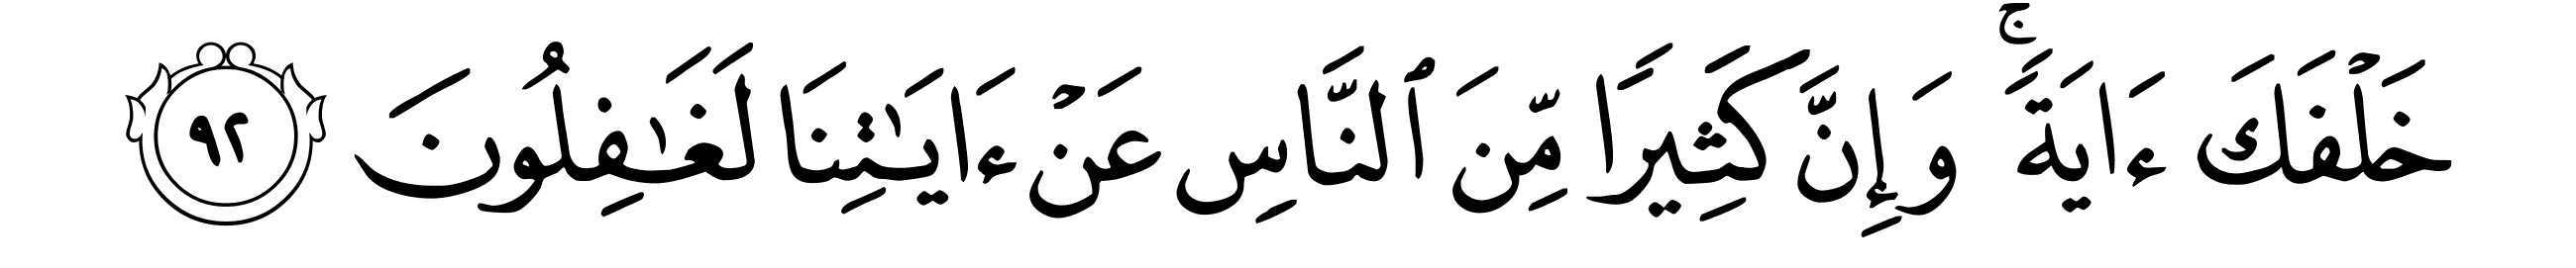 خَلۡفَكَ ءَايَةٗۚ وَإِنَّ كَثِيرٗا مِّنَ ٱلنَّاسِ عَنۡ ءَايَٰتِنَا لَغَٰفِلُونَ ٩٢